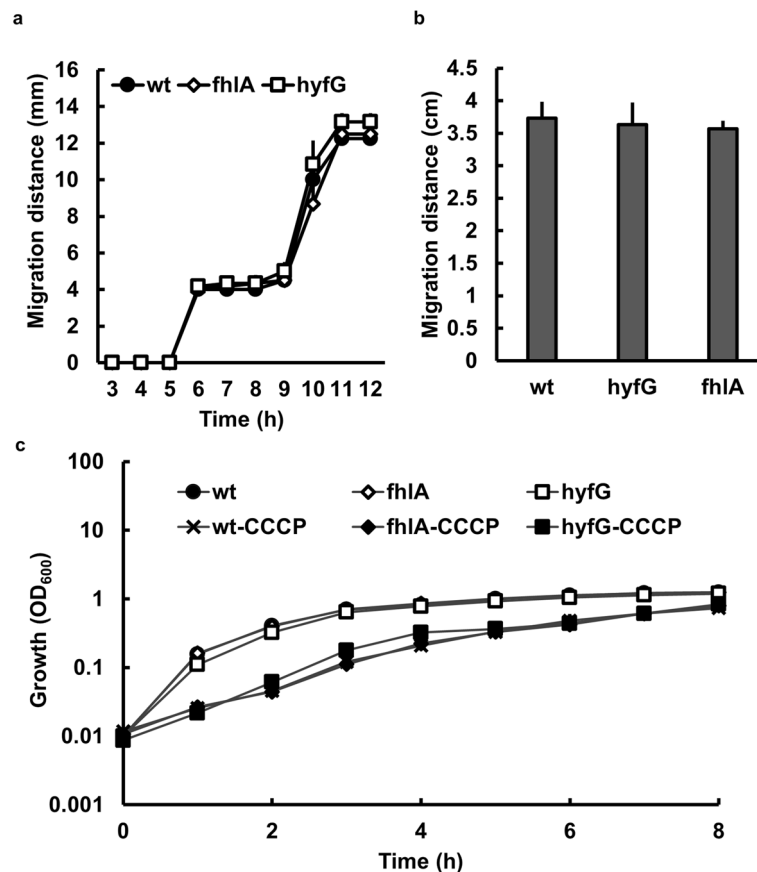 a
Migration distance (mm)
16
14
12
10
8
6
4
2
0
wt fhlA hyfG
3 4 5 6 7 8 9 10 11 12
Time (h)
b
Migration distance (cm)
4.5
4
3.5
3
2.5
2
1.5
1
0.5
0
wt hyfG fhlA
c
Growth (OD600)
100
10
1
0.1
0.01
0.001
wt fhlA hyfG
wt-CCCP fhlA-CCCP hyfG-CCCP
0 2 4 6 8
Time (h)